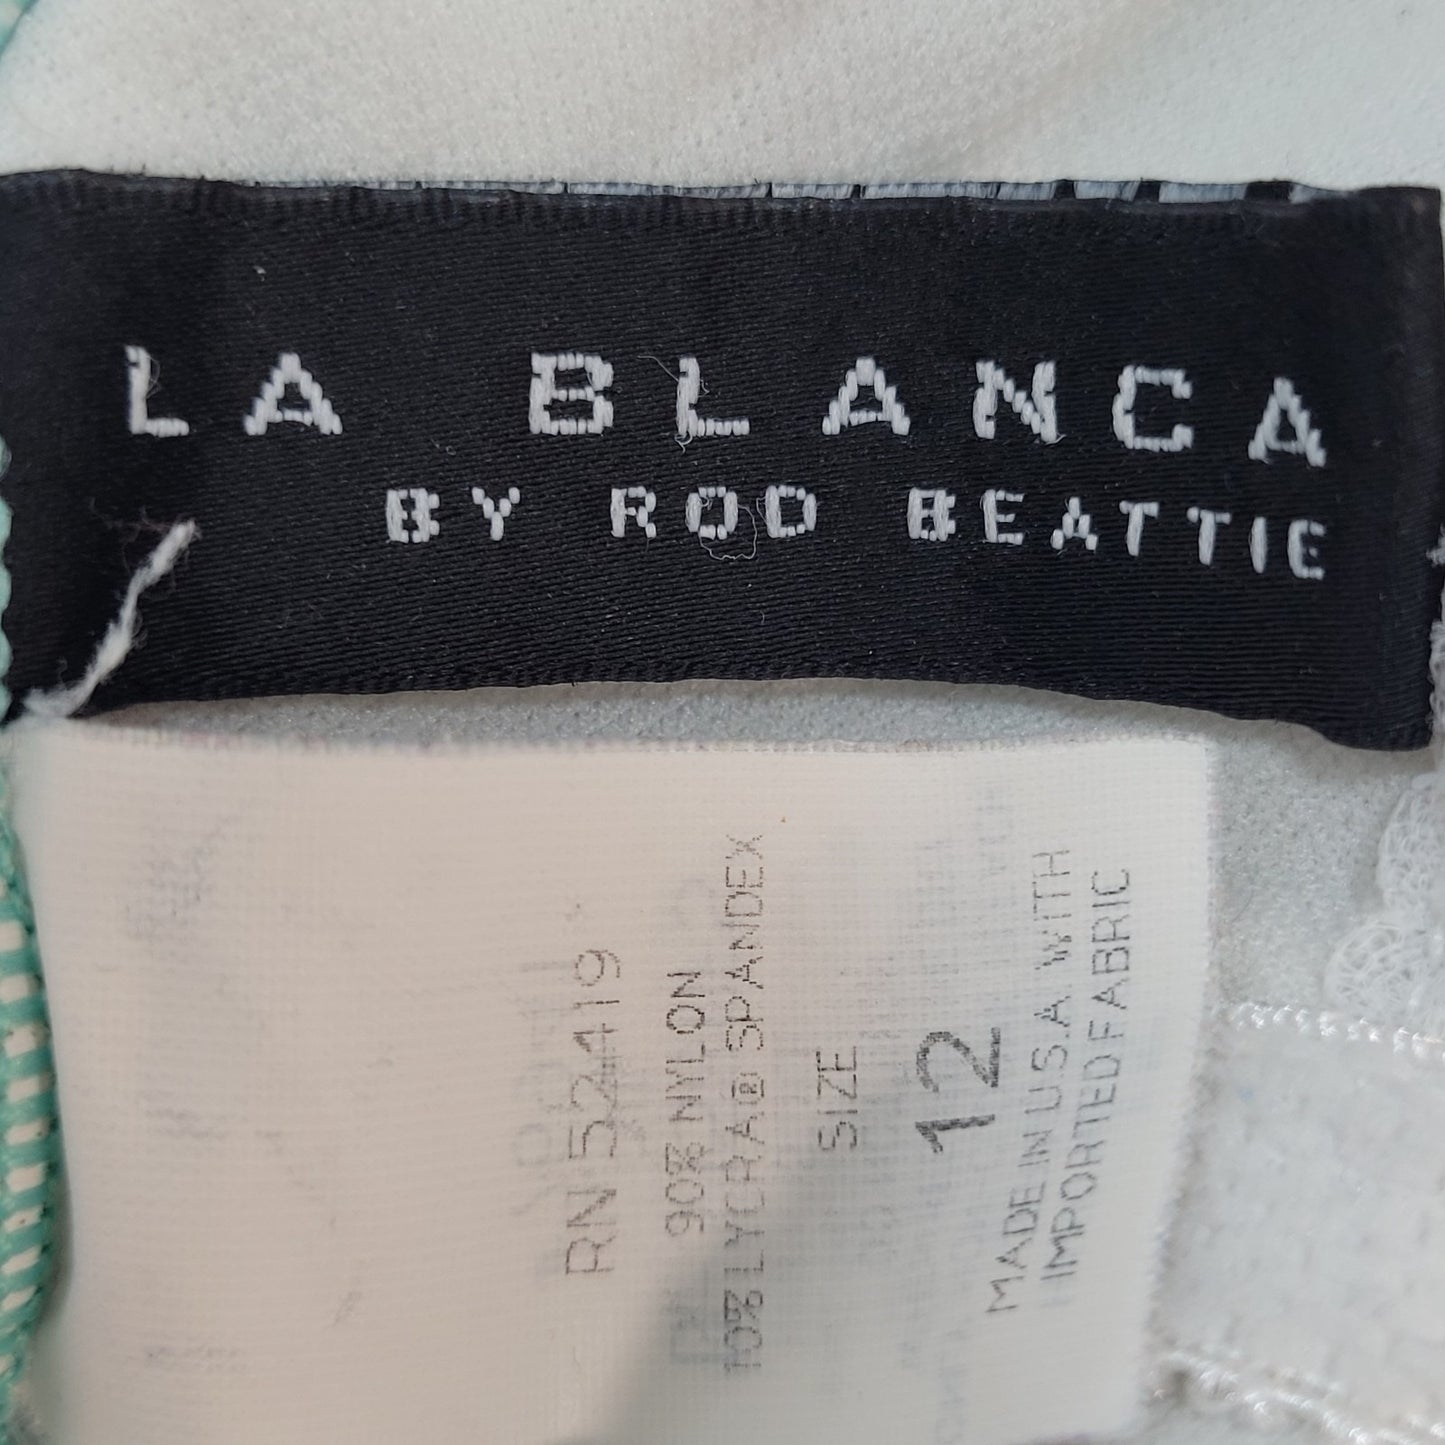 LA BLANCA
BY ROD BEATTIE
RN 52419
90% NYLON
10% LYCRA® SPANDEX
SIZE
12
MADE IN U.S.A. WITH
IMPORTED FABRIC